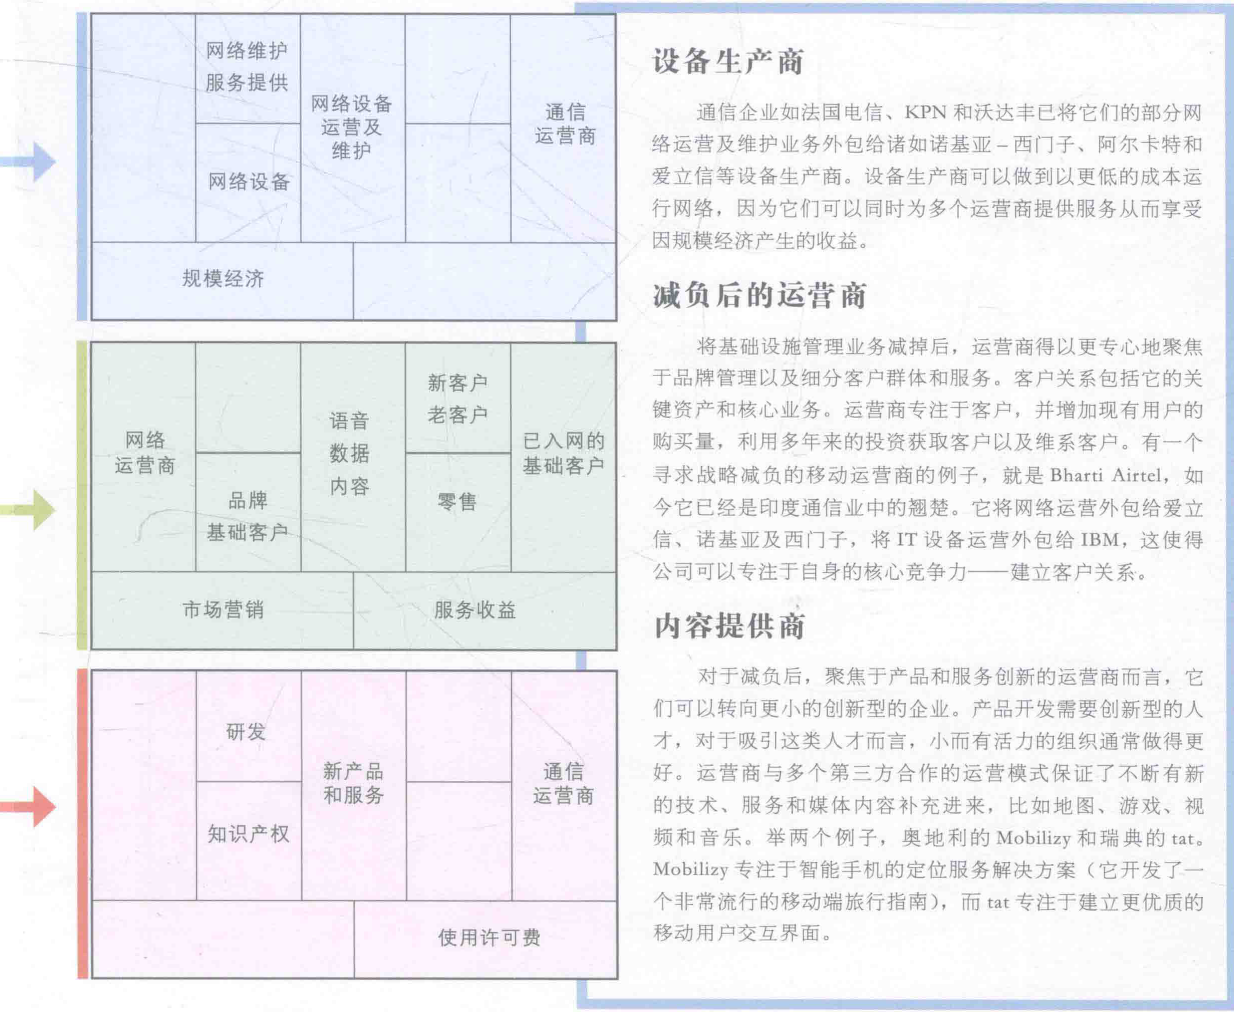 网络维护
服务提供
网络设备
网络设备
运营及
维护
通信
运营商
规模经济
网络
运营商
品牌
基础客户
语音
数据
内容
新客户
老客户
零售
已入网的
基础客户
市场营销
服务收益
研发
知识产权
新产品
和服务
通信
运营商
使用许可费
设备生产商
通信企业如法国电信、KPN 和沃达丰已将它们的部分网
络运营及维护业务外包给诸如诺基亚 – 西门子、阿尔卡特和
爱立信等设备生产商。设备生产商可以做到以更低的成本运
行网络，因为它们可以同时为多个运营商提供服务从而享受
因规模经济产生的收益。
减负后的运营商
将基础设施管理业务减掉后，运营商得以更专心地聚焦
于品牌管理以及细分客户群体和服务。客户关系包括它的关
键资产和核心业务。运营商专注于客户，并增加现有用户的
购买量，利用多年来的投资获取客户以及维系客户。有一个
寻求战略减负的移动运营商的例子，就是 Bharti Airtel，如
今它已经是印度通信业中的翘楚。它将网络运营外包给爱立
信、诺基亚及西门子，将 IT 设备运营外包给 IBM，这使得
公司可以专注于自身的核心竞争力——建立客户关系。
内容提供商
对于减负后，聚焦于产品和服务创新的运营商而言，它
们可以转向更小的创新型的企业。产品开发需要创新型的人
才，对于吸引这类人才而言，小而有活力的组织通常做得更
好。运营商与多个第三方合作的运营模式保证了不断有新
的技术、服务和媒体内容补充进来，比如地图、游戏、视
频和音乐。举两个例子，奥地利的 Mobilizy 和瑞典的 tat。
Mobilizy 专注于智能手机的定位服务解决方案（它开发了一
个非常流行的移动端旅行指南），而 tat 专注于建立更优质的
移动用户交互界面。